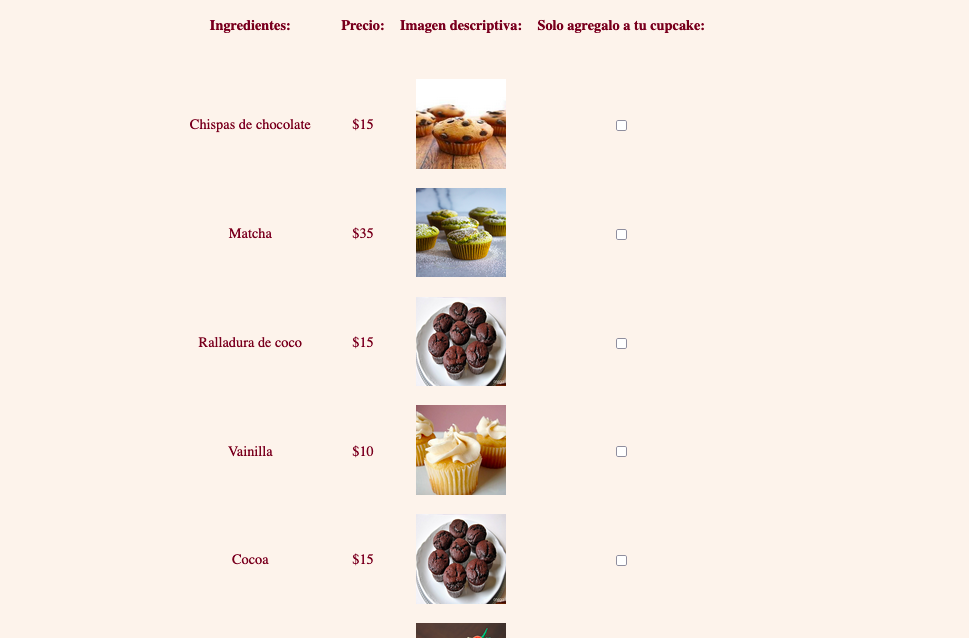 Ingredientes: Precio: Imagen descriptiva: Solo agregalo a tu cupcake:
Chispas de chocolate $15
Matcha $35
Ralladura de coco $15
Vainilla $10
Cocoa $15